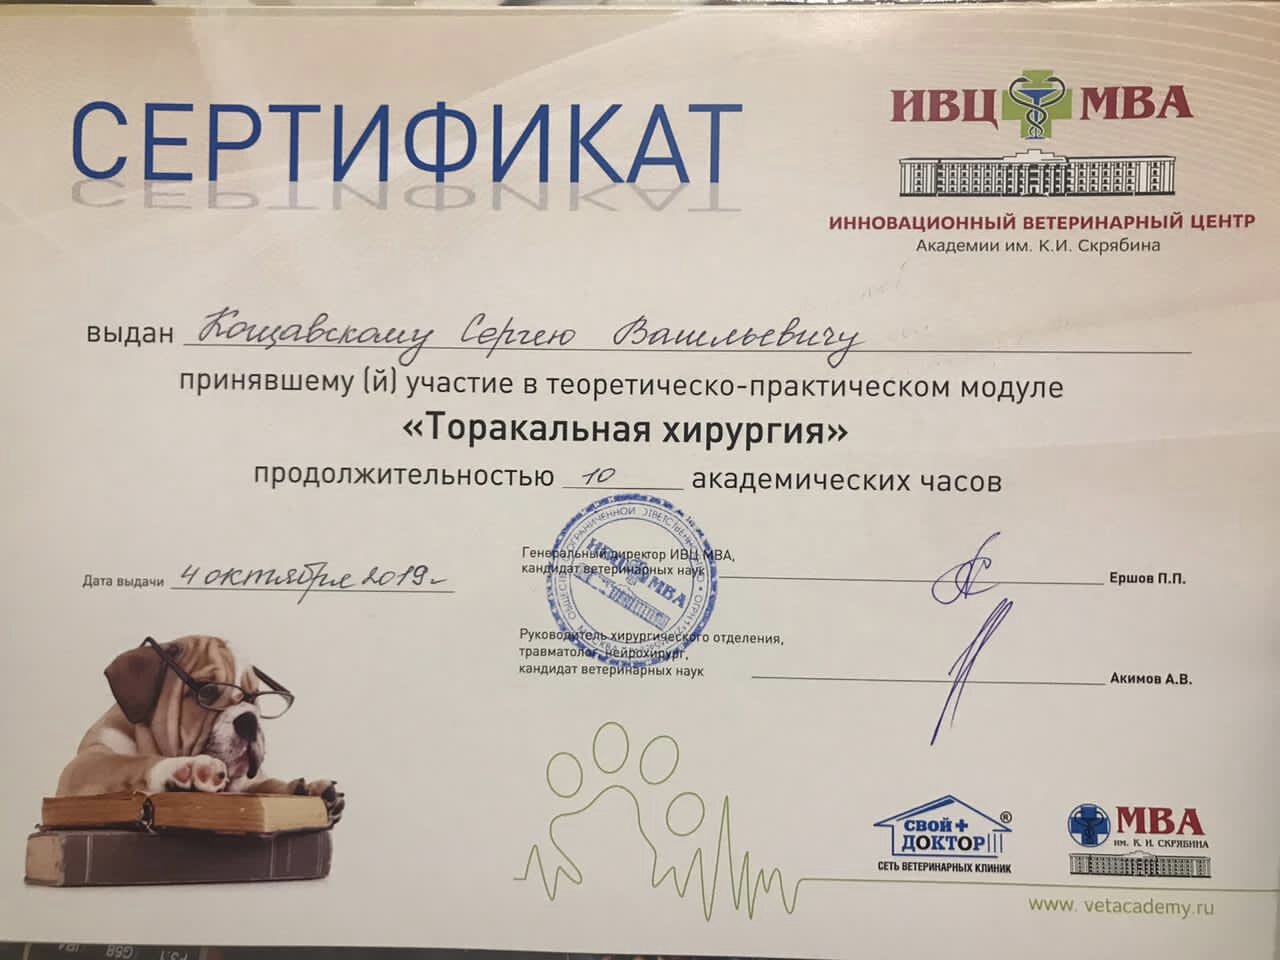 СЕРТИФИКАТ
ИВЦ МВА
ИННОВАЦИОННЫЙ ВЕТЕРИНАРНЫЙ ЦЕНТР
Академии им. К.И. Скрябина
выдан Кощавскому Сергею Васильевичу
принявшему (й) участие в теоретическо-практическом модуле
«Торакальная хирургия»
продолжительностью 10 академических часов
Дата выдачи 4 октября 2019г
Генеральный директор ИВЦ МВА,
кандидат ветеринарных наук
Ершов П.П.
Руководитель хирургического отделения,
травматолог, нейрохирург,
кандидат ветеринарных наук
Акимов А.В.
МВА
СВОЙ+
ДОКТОР ®
СЕТЬ ВЕТЕРИНАРНЫХ КЛИНИК
МВА
ИМ. К. И. СКРЯБИНА
www. vetacademy.ru